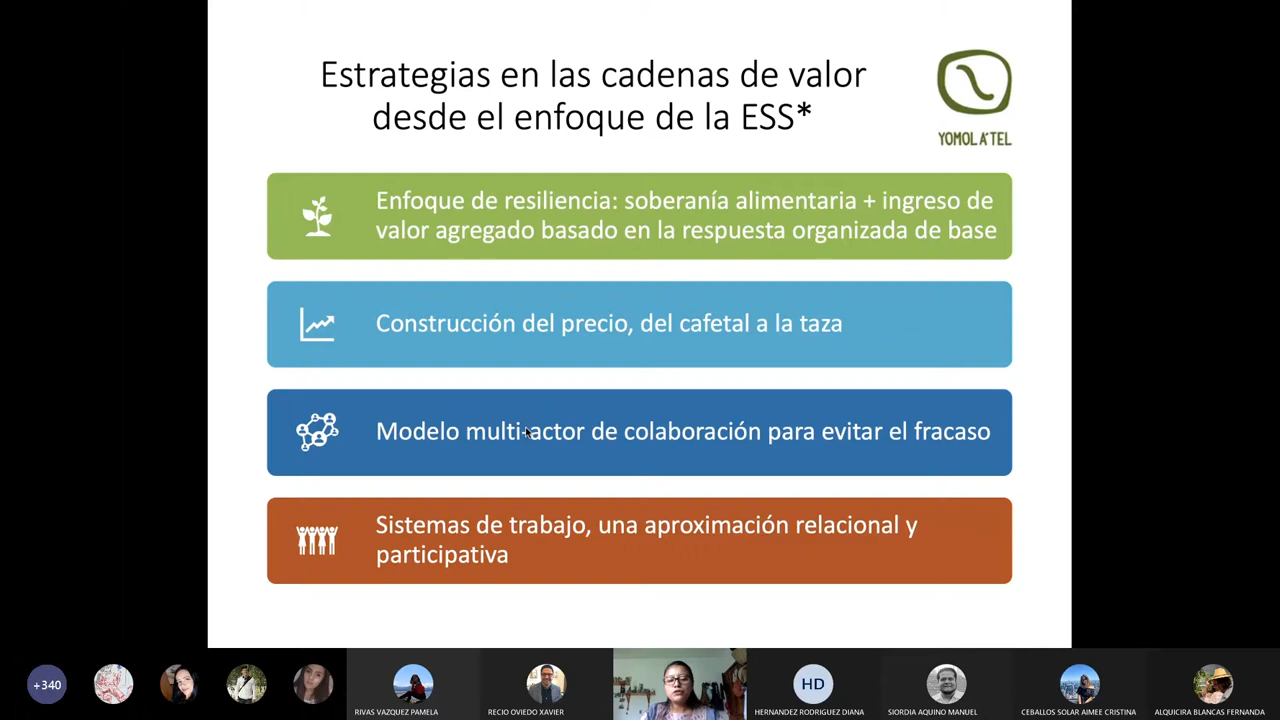 Estrategias en las cadenas de valor
desde el enfoque de la ESS*
YOMOL A'TEL
Enfoque de resiliencia: soberanía alimentaria + ingreso de
valor agregado basado en la respuesta organizada de base
Construcción del precio, del cafetal a la taza
Modelo multi-actor de colaboración para evitar el fracaso
Sistemas de trabajo, una aproximación relacional y
participativa
+340
RIVAS VAZQUEZ PAMELA
RECIO OVIEDO XAVIER
HD
HERNANDEZ RODRIGUEZ DIANA
SIORDIA AQUINO MANUEL
CEBALLOS SOLAR AIMEE CRISTINA
ALQUICIRA BLANCAS FERNANDA